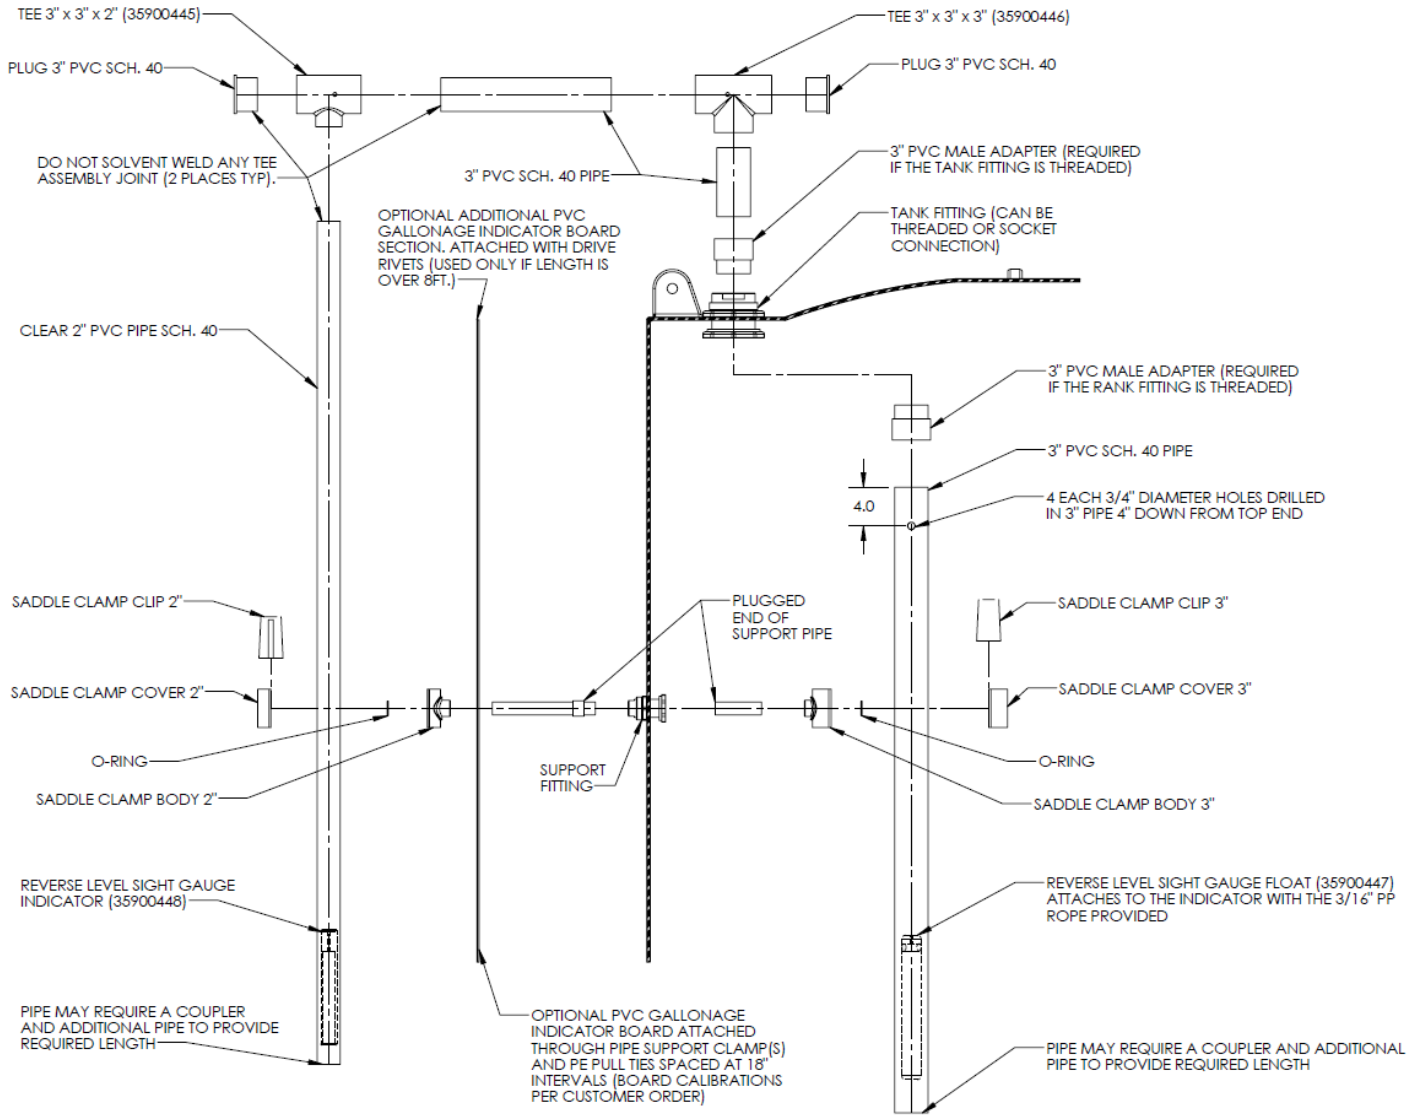 TEE 3" x 3" x 2" (35900445)
TEE 3" x 3" x 3" (35900446)
PLUG 3" PVC SCH. 40
PLUG 3" PVC SCH. 40
DO NOT SOLVENT WELD ANY TEE
ASSEMBLY JOINT (2 PLACES TYP).
3" PVC SCH. 40 PIPE
3" PVC MALE ADAPTER (REQUIRED
IF THE TANK FITTING IS THREADED)
OPTIONAL ADDITIONAL PVC
GALLONAGE INDICATOR BOARD
SECTION. ATTACHED WITH DRIVE
RIVETS (USED ONLY IF LENGTH IS
OVER 8FT.)
TANK FITTING (CAN BE
THREADED OR SOCKET
CONNECTION)
CLEAR 2" PVC PIPE SCH. 40
3" PVC MALE ADAPTER (REQUIRED
IF THE RANK FITTING IS THREADED)
3" PVC SCH. 40 PIPE
4.0
4 EACH 3/4" DIAMETER HOLES DRILLED
IN 3" PIPE 4" DOWN FROM TOP END
SADDLE CLAMP CLIP 2"
PLUGGED
END OF
SUPPORT PIPE
SADDLE CLAMP CLIP 3"
SADDLE CLAMP COVER 2"
SADDLE CLAMP COVER 3"
O-RING
SUPPORT
FITTING
O-RING
SADDLE CLAMP BODY 2"
SADDLE CLAMP BODY 3"
REVERSE LEVEL SIGHT GAUGE
INDICATOR (35900448)
REVERSE LEVEL SIGHT GAUGE FLOAT (35900447)
ATTACHES TO THE INDICATOR WITH THE 3/16" PP
ROPE PROVIDED
PIPE MAY REQUIRE A COUPLER
AND ADDITIONAL PIPE TO PROVIDE
REQUIRED LENGTH
OPTIONAL PVC GALLONAGE
INDICATOR BOARD ATTACHED
THROUGH PIPE SUPPORT CLAMP(S)
AND PE PULL TIES SPACED AT 18"
INTERVALS (BOARD CALIBRATIONS
PER CUSTOMER ORDER)
PIPE MAY REQUIRE A COUPLER AND ADDITIONAL
PIPE TO PROVIDE REQUIRED LENGTH